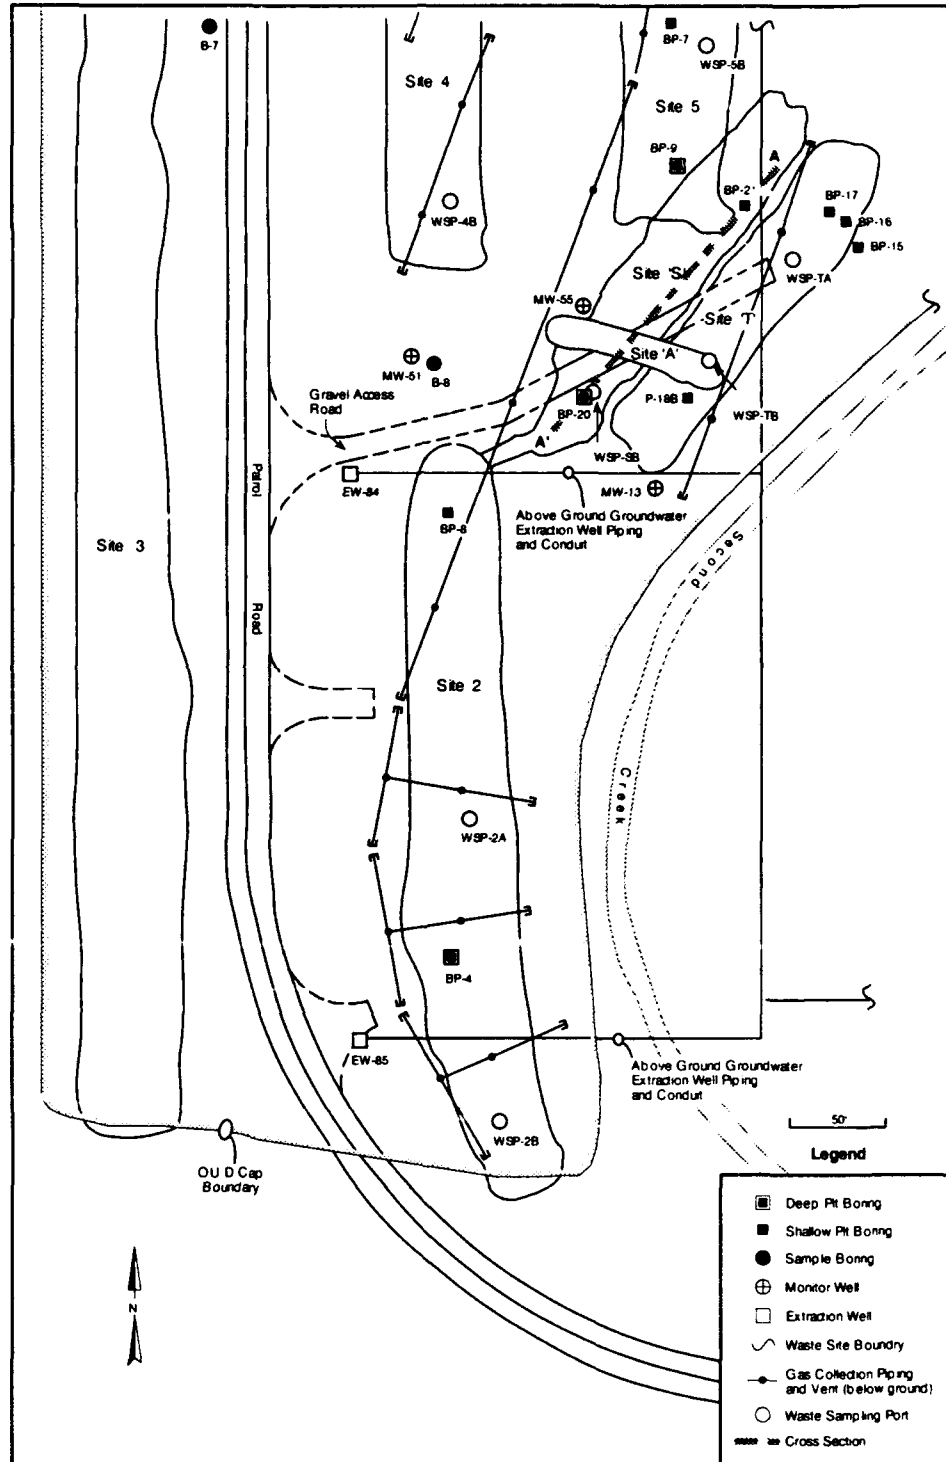 B-7
BP-7
WSP-5B
Site 4
Site 5
BP-9
A
BP-17
BP-2'
BP-16
WSP-4B
BP-15
Site 'S'
WSP-TA
MW-55
Site 'T'
Site 'A'
MW-51
B-8
Gravel Access
Road
P-18B
WSP-TB
BP-20
A'
WSP-SB
EW-84
MW-13
Above Ground Groundwater
Extraction Well Piping
and Conduit
BP-8
Patrol
Road
Site 3
Second
Creek
Site 2
WSP-2A
BP-4
EW-85
Above Ground Groundwater
Extraction Well Piping
and Conduit
WSP-2B
50'
OU D Cap
Boundary
N
Legend
Deep Pit Boring
Shallow Pit Boring
Sample Boring
Monitor Well
Extraction Well
Waste Site Boundary
Gas Collection Piping
and Vent (below ground)
Waste Sampling Port
Cross Section